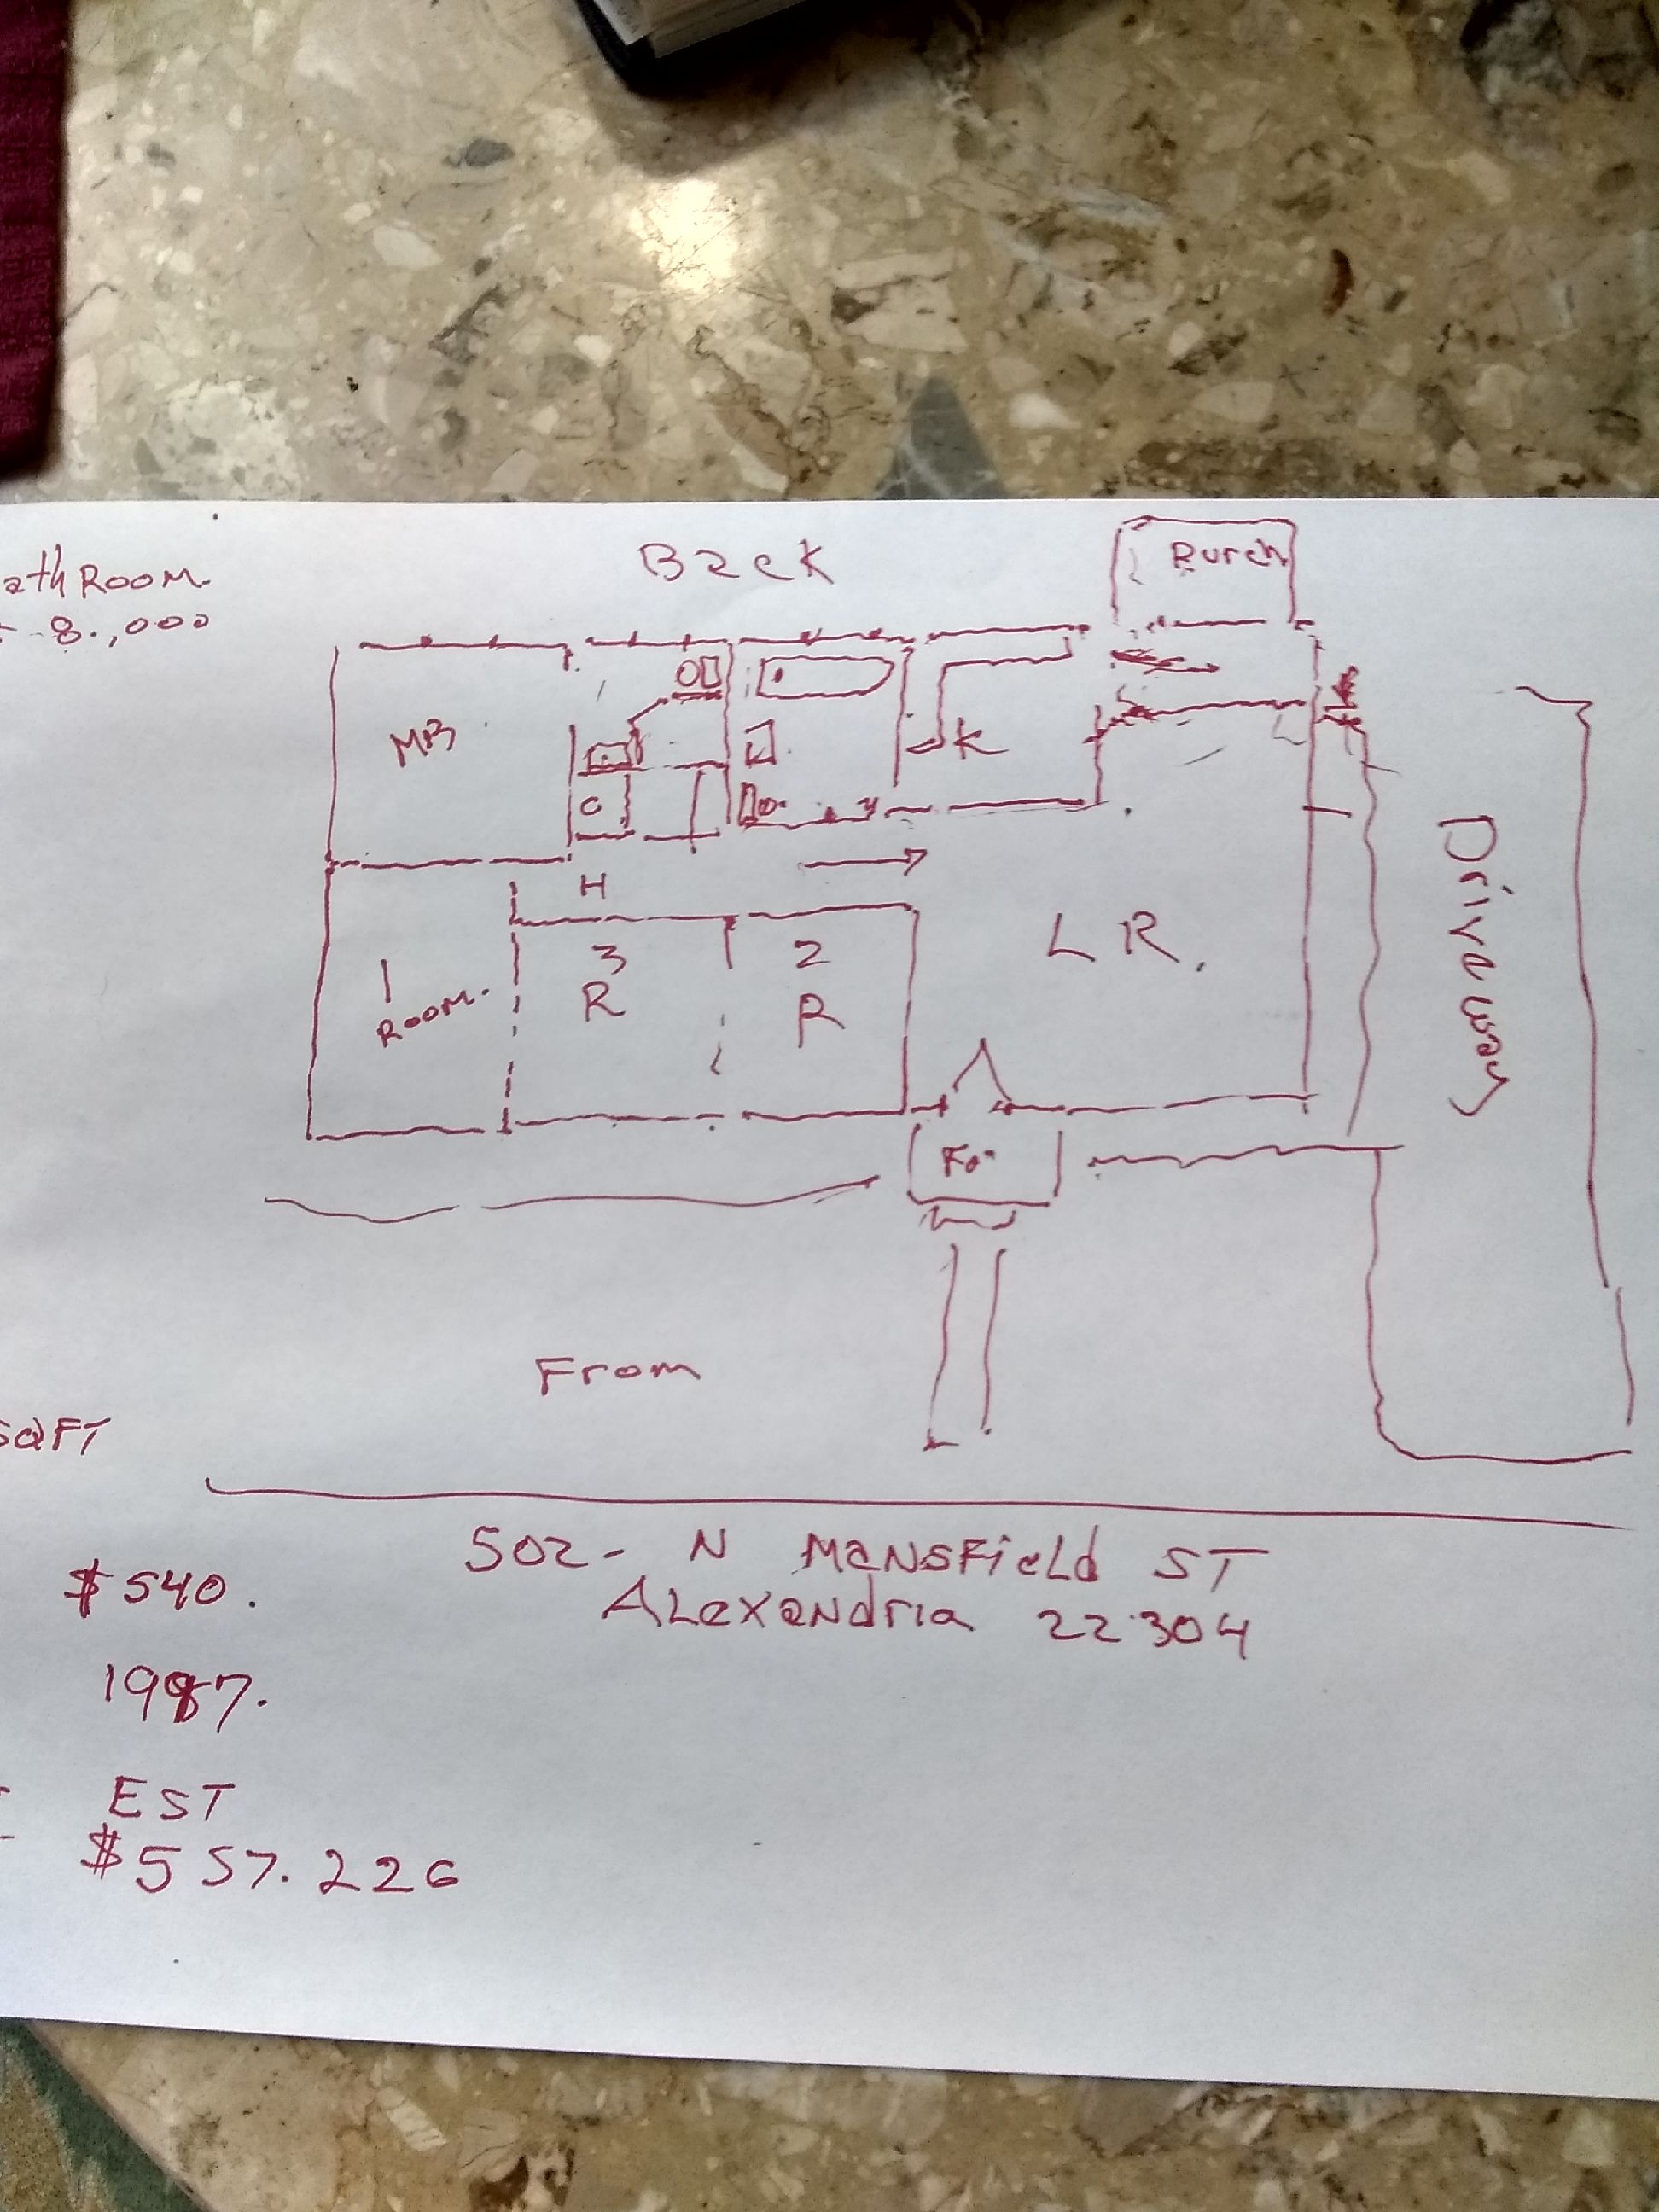 Back
Purch
ath Room.
8.,000
MB
K
H
Driveway
3
R
2
R
L R.
1
Room.
Fo
From
SQFT
502- N Mansfield ST
Alexandria 22304
$540.
1987.
EST
$557.226